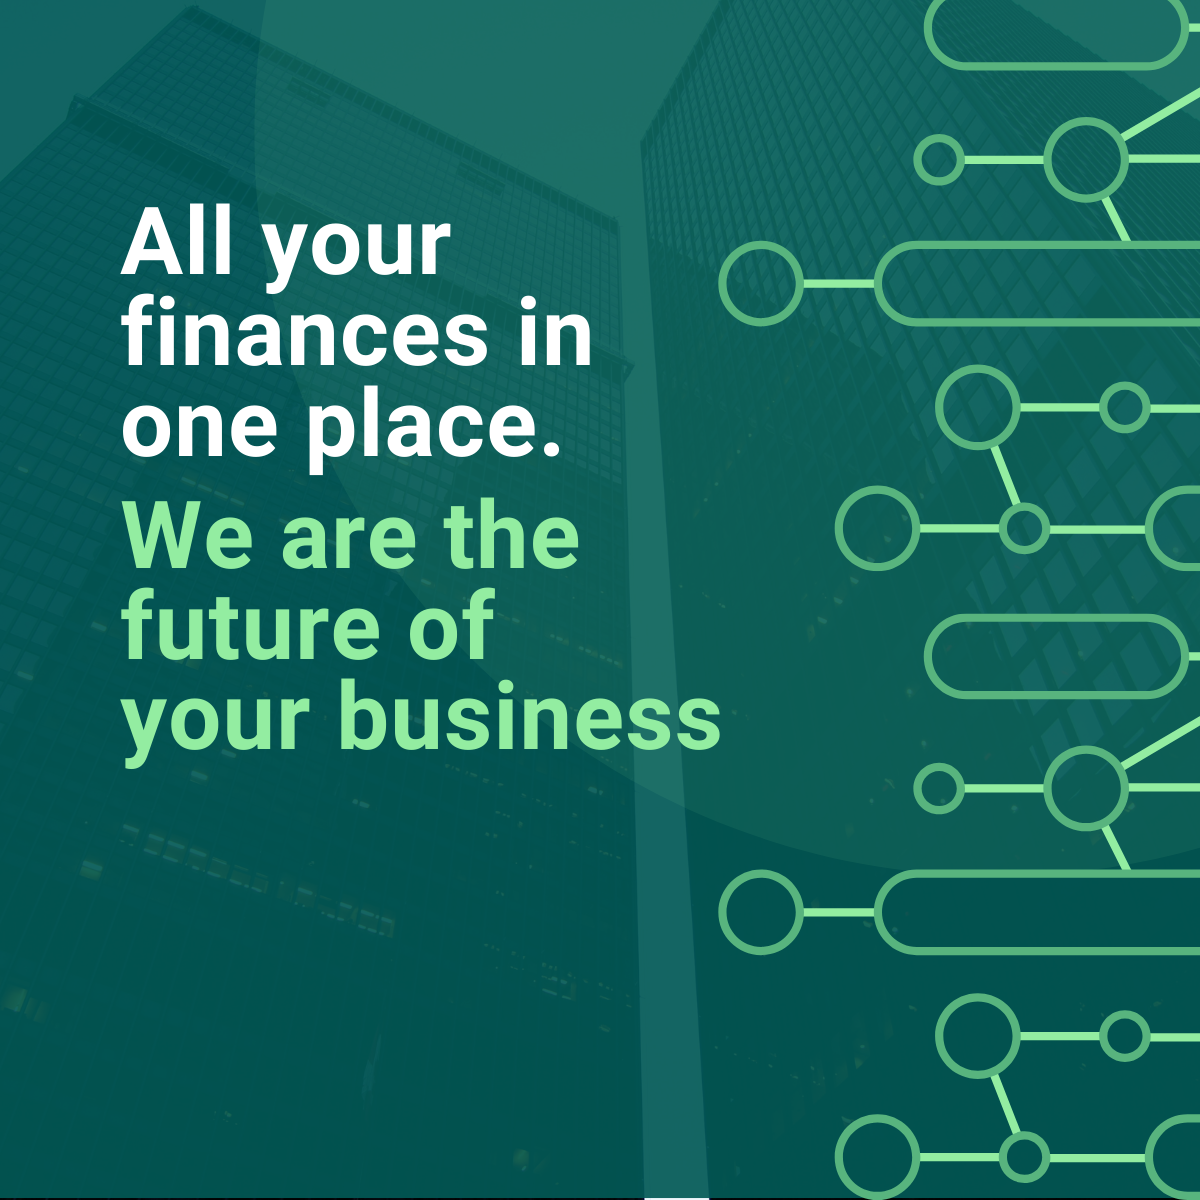 All your
finances in
one place.
We are the
future of
your business